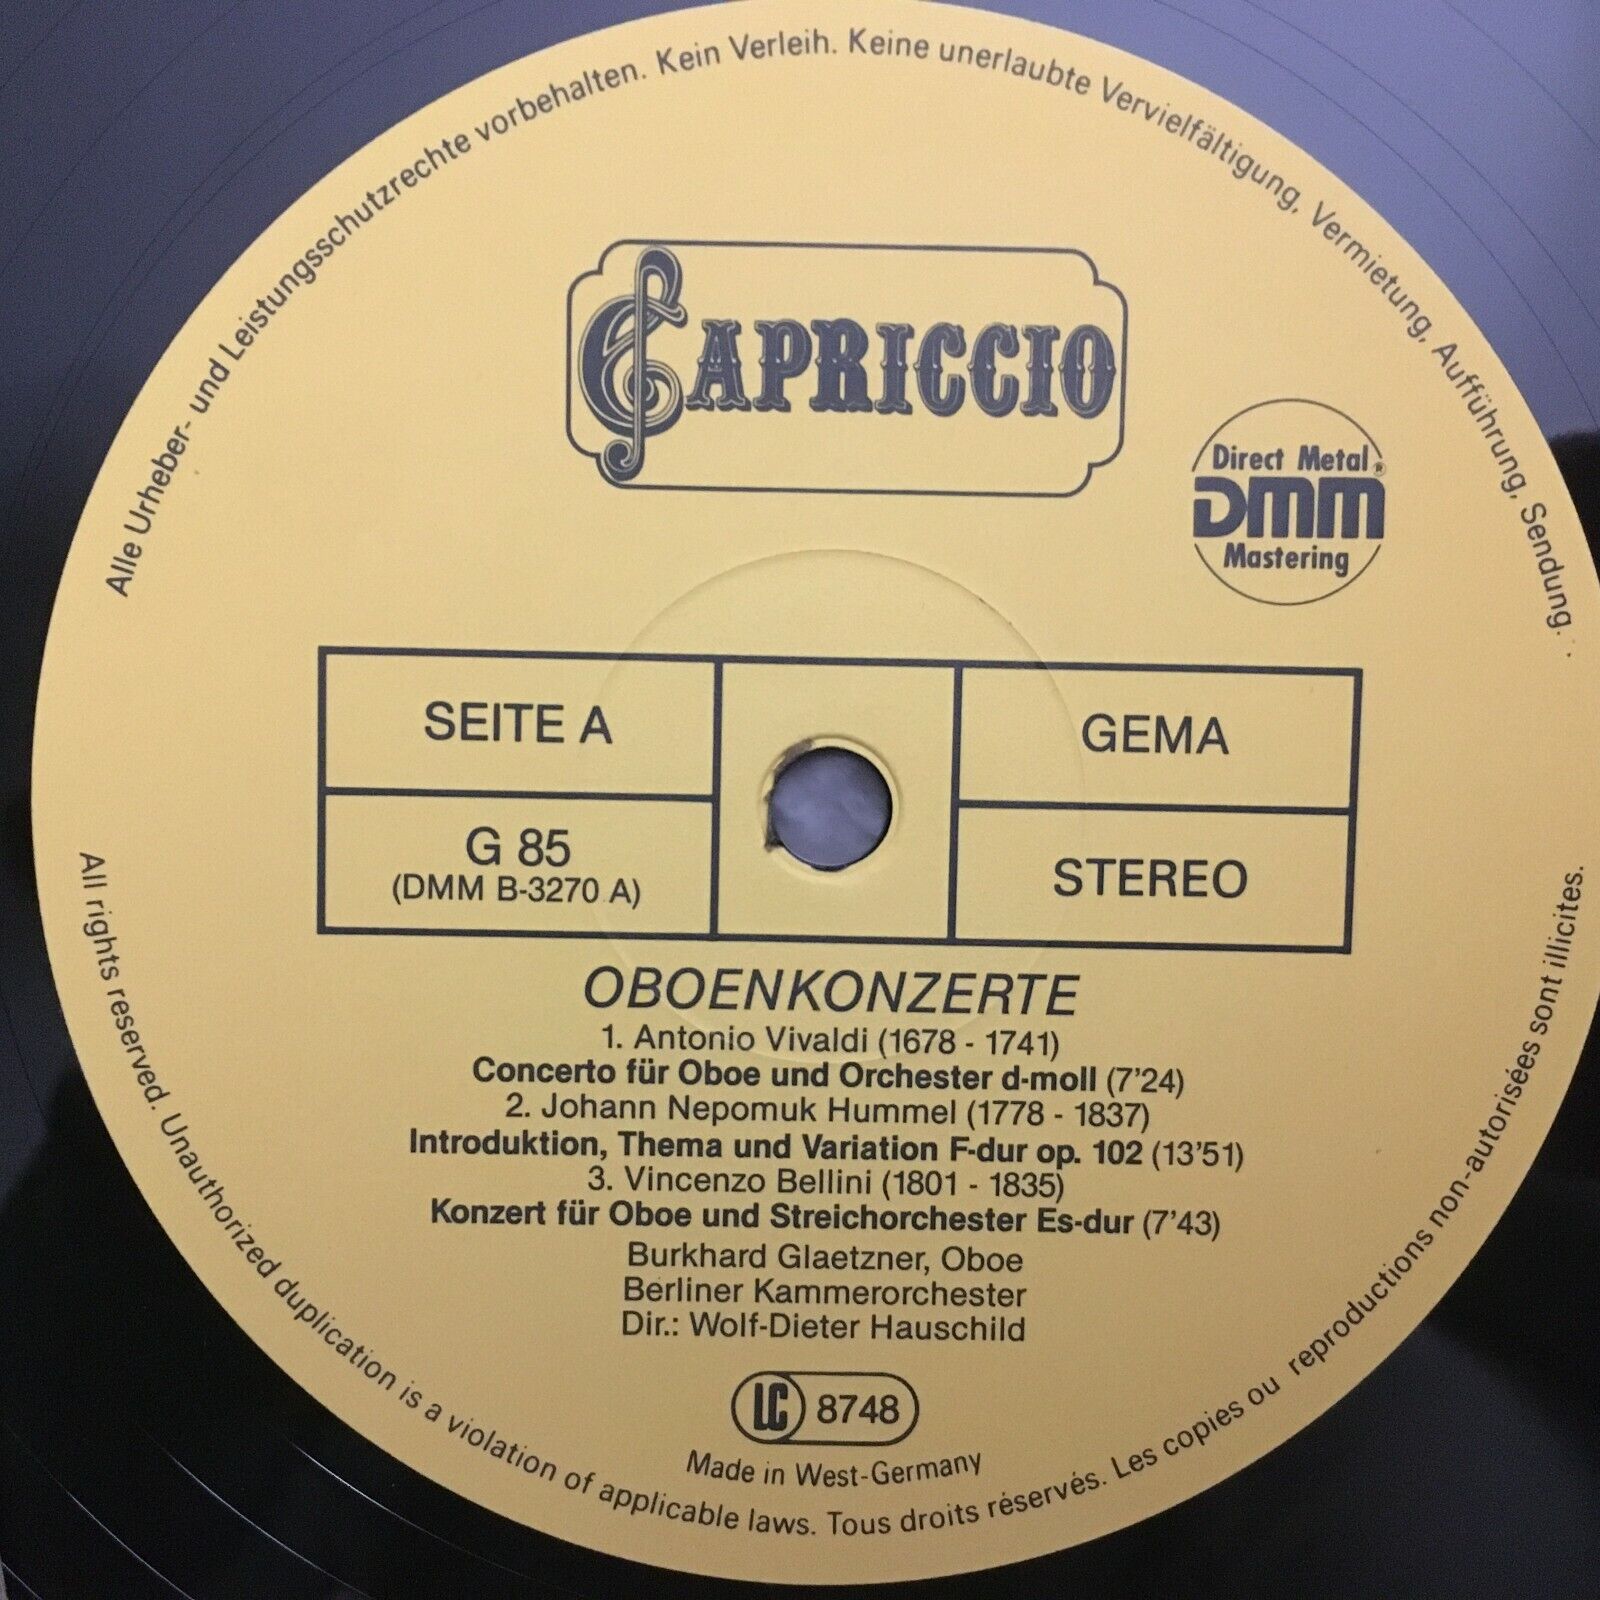 Alle Urheber- und Leistungsschutzrechte vorbehalten. Kein Verleih. Keine unerlaubte Vervielfältigung, Vermietung, Aufführung, Sendung.
CAPRICCIO
Direct Metal ®
DMM
Mastering
SEITE A
GEMA
G 85
(DMM B-3270 A)
STEREO
OBOENKONZERTE
1. Antonio Vivaldi (1678 - 1741)
Concerto für Oboe und Orchester d-moll (7'24)
2. Johann Nepomuk Hummel (1778 - 1837)
Introduktion, Thema und Variation F-dur op. 102 (13'51)
3. Vincenzo Bellini (1801 - 1835)
Konzert für Oboe und Streichorchester Es-dur (7'43)
Burkhard Glaetzner, Oboe
Berliner Kammerorchester
Dir.: Wolf-Dieter Hauschild
LC 8748
Made in West-Germany
All rights reserved. Unauthorized duplication is a violation of applicable laws. Tous droits réservés. Les copies ou reproductions non-autorisées sont illicites.